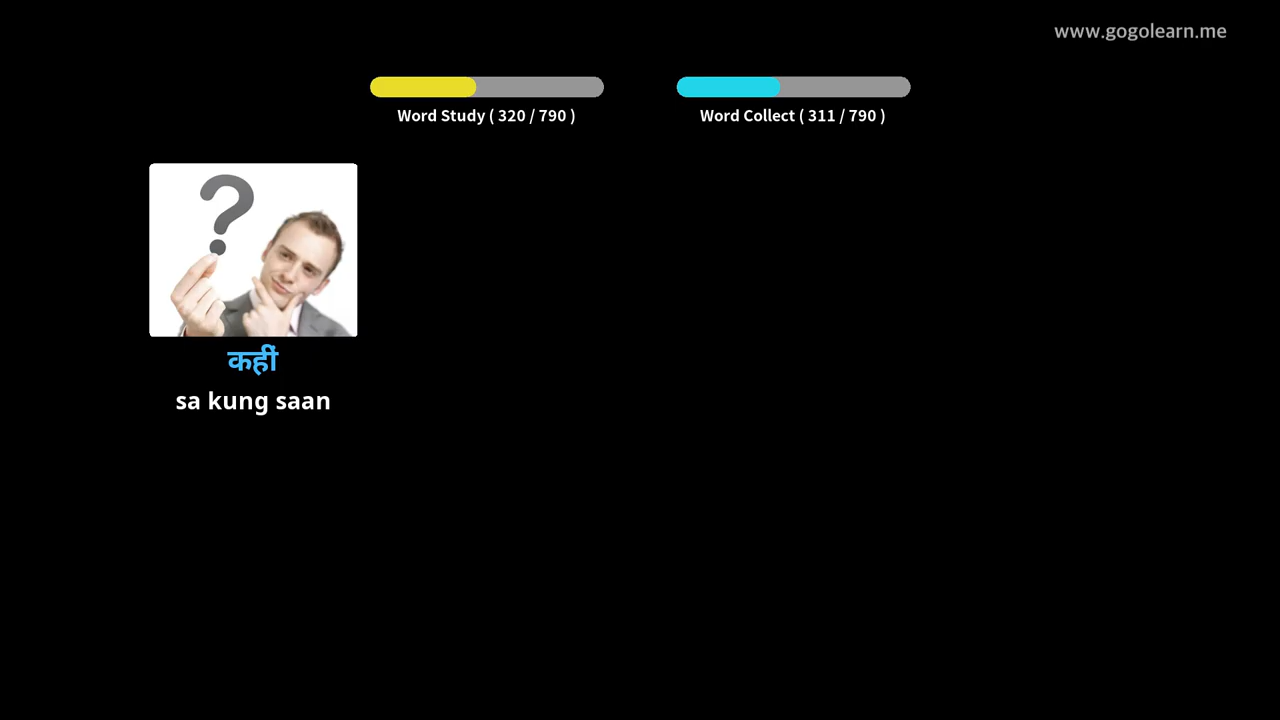 www.gogolearn.me
Word Study ( 320 / 790 )
Word Collect ( 311 / 790 )
?
कहीं
sa kung saan